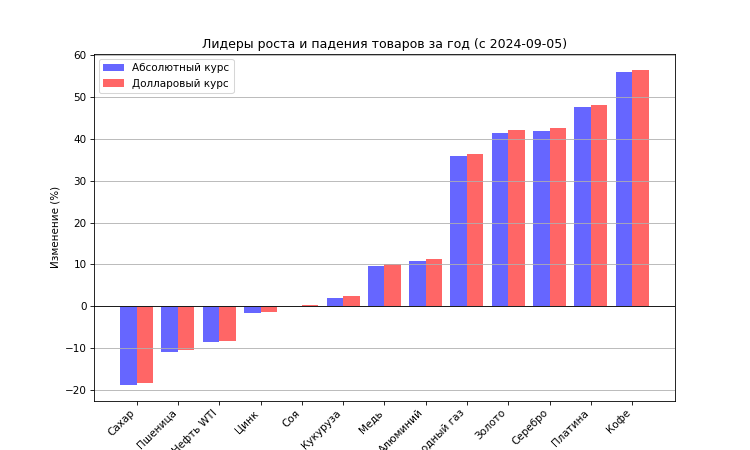 Лидеры роста и падения товаров за год (с 2024-09-05)
Абсолютный курс
Долларовый курс
Изменение (%)
60
50
40
30
20
10
0
−10
−20
Сахар
Пшеница
Нефть WTI
Цинк
Соя
Кукуруза
Медь
Алюминий
газ
Золото
Серебро
Платина
Кофе